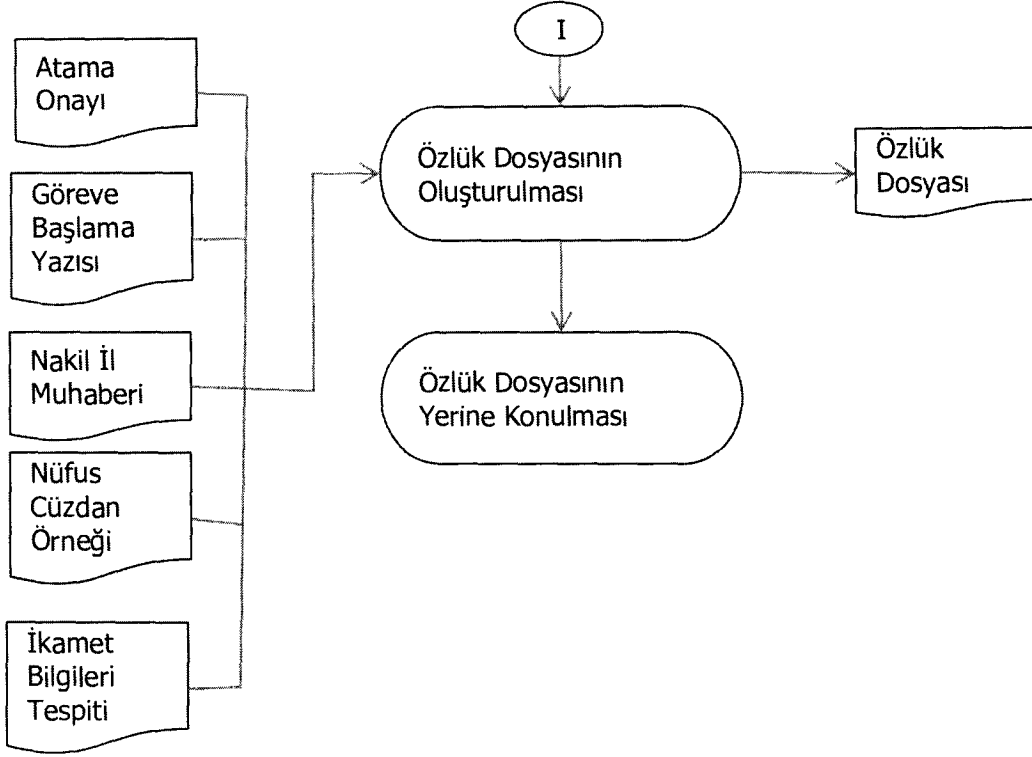 I
Atama
Onayı
Özlük Dosyasının
Oluşturulması
Özlük
Dosyası
Göreve
Başlama
Yazısı
Nakil İl
Muhaberi
Özlük Dosyasının
Yerine Konulması
Nüfus
Cüzdan
Örneği
İkamet
Bilgileri
Tespiti